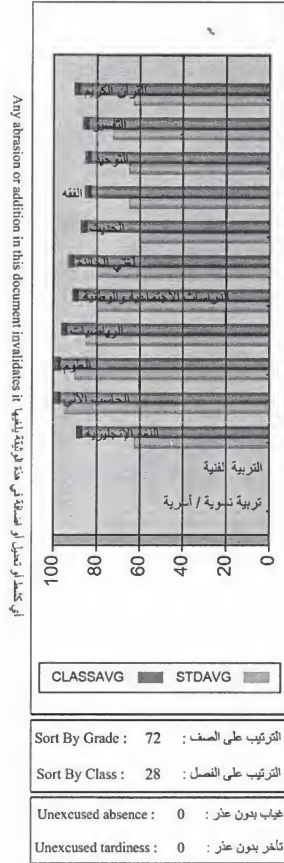 القرآن الكريم
التفسير
التوحيد
الفقه
الحديث
لغتي الخالدة
الدراسات الاجتماعية والوطنية
الرياضيات
العلوم
الحاسب الآلي
اللغة الإنجليزية
التربية الفنية
تربية نسوية / أسرية
100
80
60
40
20
0
CLASSAVG
STDAVG
Sort By Grade : 72 الترتيب على الصف :
Sort By Class : 28 الترتيب على الفصل :
Unexcused absence : 0 غياب بدون عذر :
Unexcused tardiness : 0 تأخر بدون عذر :
أي كشط أو تعديل أو إضافة في هذة الوثيقة يلغيها Any abrasion or addition in this document invalidates it